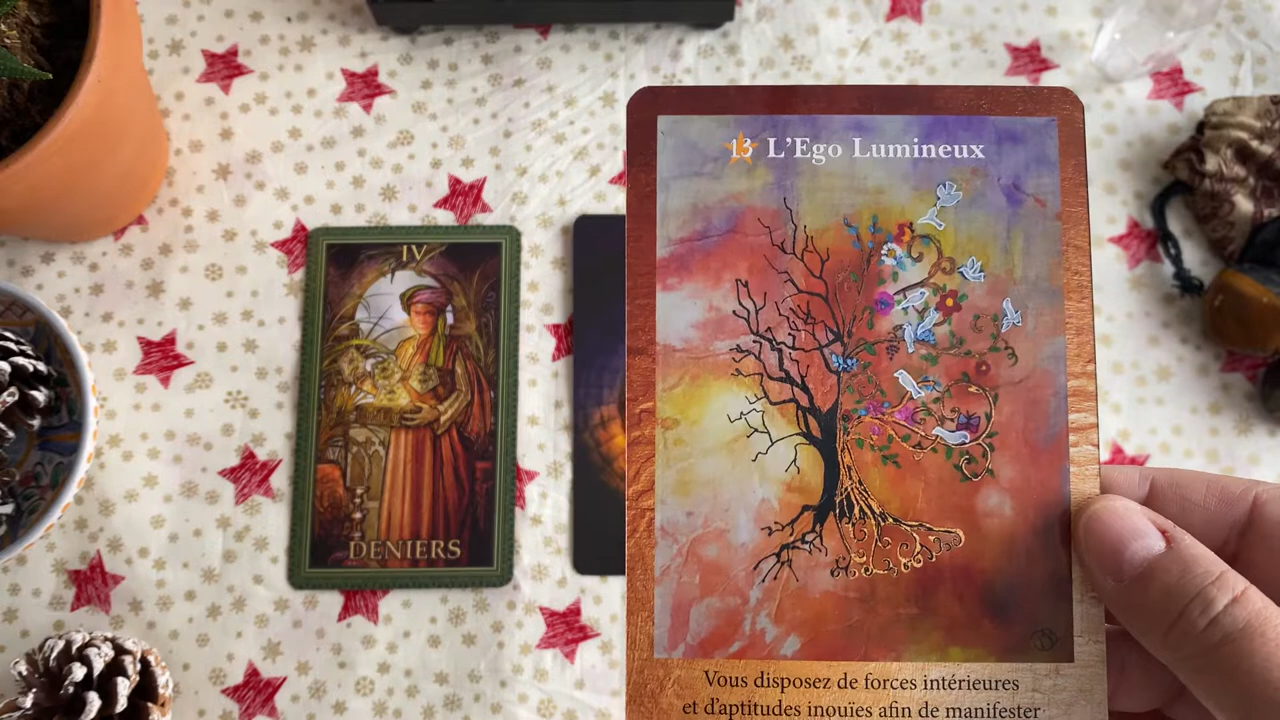 IV
DENIERS
13 L'Ego Lumineux
Vous disposez de forces intérieures
et d'aptitudes inouïes afin de manifester